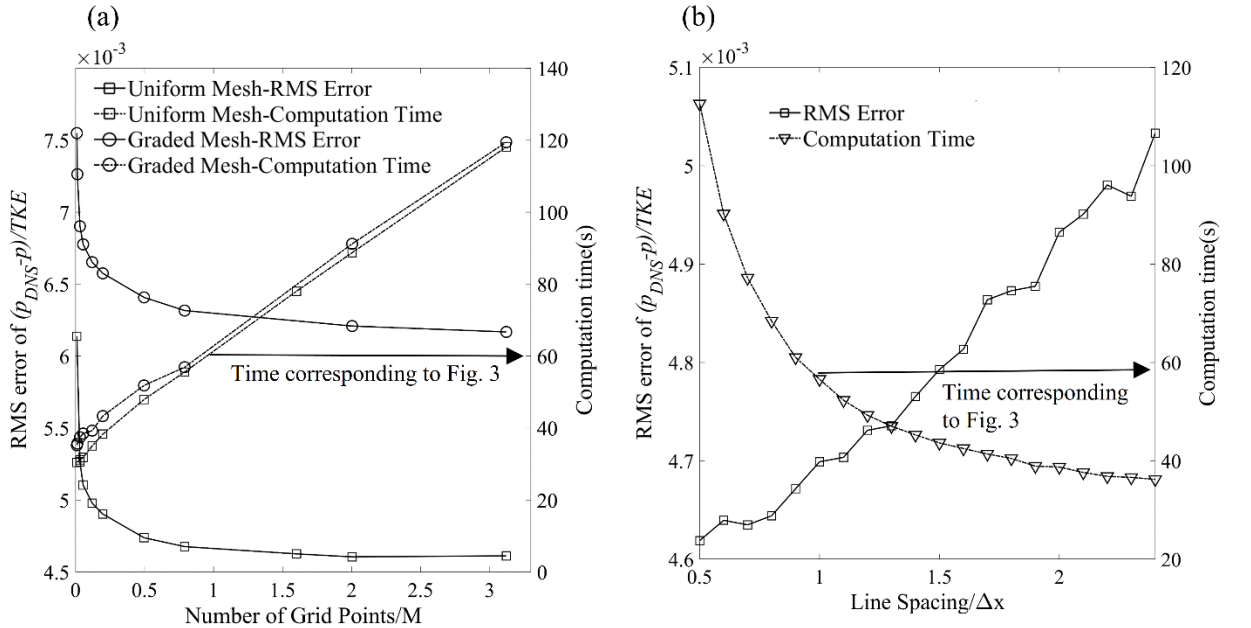 (a)
×10⁻³
Uniform Mesh-RMS Error
Uniform Mesh-Computation Time
Graded Mesh-RMS Error
Graded Mesh-Computation Time
7.5
7
6.5
6
5.5
5
4.5
RMS error of (p_DNS-p)/TKE
140
120
100
80
60
40
20
0
Computation time(s)
Time corresponding to Fig. 3
0 0.5 1 1.5 2 2.5 3
Number of Grid Points/M
(b)
×10⁻³
RMS Error
Computation Time
5.1
5
4.9
4.8
4.7
4.6
RMS error of (p_DNS-p)/TKE
120
100
80
60
40
20
Computation time(s)
Time corresponding
to Fig. 3
0.5 1 1.5 2
Line Spacing/Δx